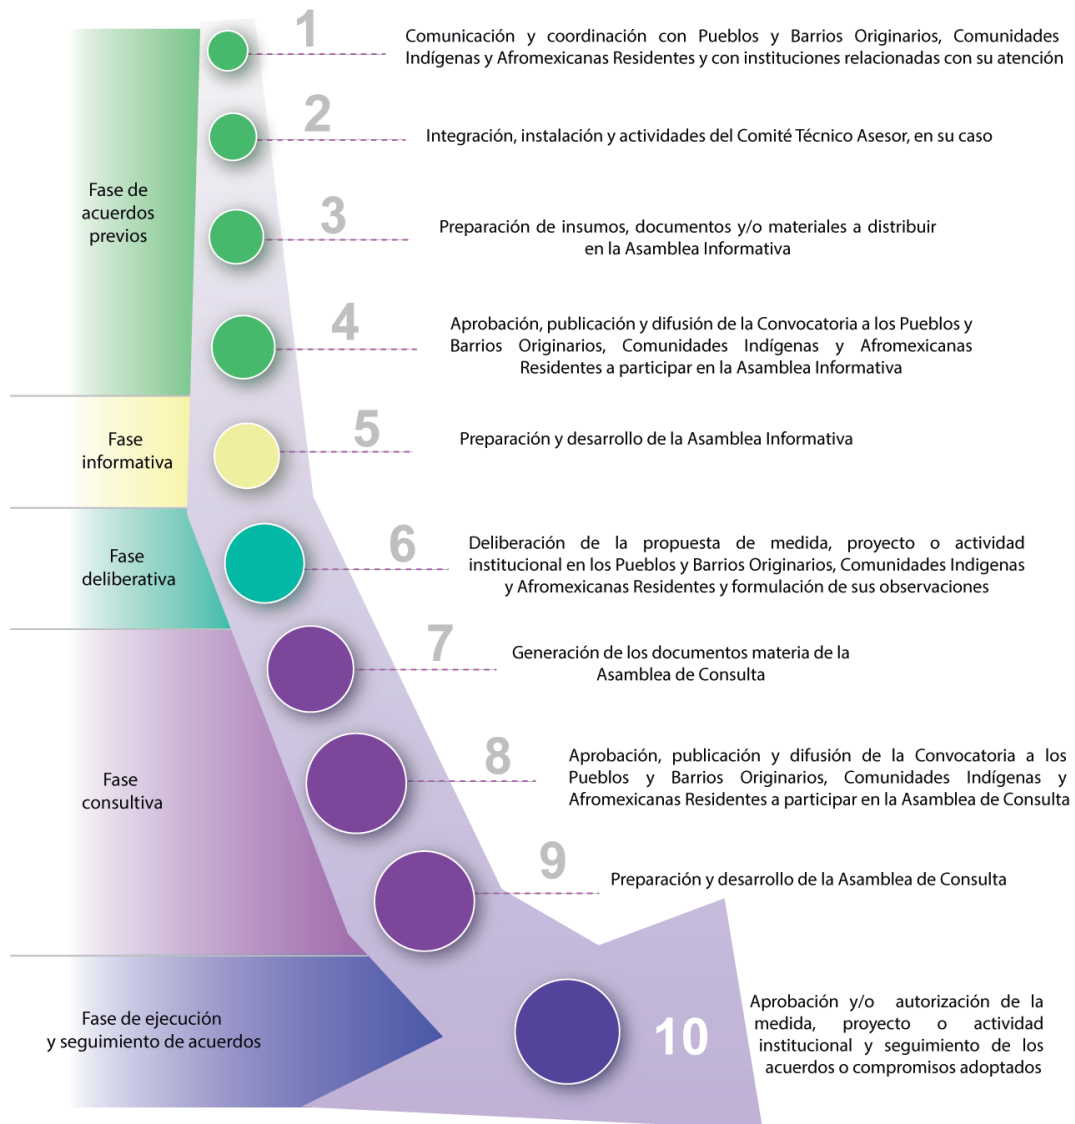 1
Comunicación y coordinación con Pueblos y Barrios Originarios, Comunidades
Indígenas y Afromexicanas Residentes y con instituciones relacionadas con su atención
2
Integración, instalación y actividades del Comité Técnico Asesor, en su caso
Fase de
acuerdos
previos
3
Preparación de insumos, documentos y/o materiales a distribuir
en la Asamblea Informativa
4
Aprobación, publicación y difusión de la Convocatoria a los Pueblos y
Barrios Originarios, Comunidades Indígenas y Afromexicanas
Residentes a participar en la Asamblea Informativa
Fase
informativa
5
Preparación y desarrollo de la Asamblea Informativa
Fase
deliberativa
6
Deliberación de la propuesta de medida, proyecto o actividad
institucional en los Pueblos y Barrios Originarios, Comunidades Indigenas
y Afromexicanas Residentes y formulación de sus observaciones
7
Generación de los documentos materia de la
Asamblea de Consulta
Fase
consultiva
8
Aprobación, publicación y difusión de la Convocatoria a los
Pueblos y Barrios Originarios, Comunidades Indígenas y
Afromexicanas Residentes a participar en la Asamblea de Consulta
9
Preparación y desarrollo de la Asamblea de Consulta
Fase de ejecución
y seguimiento de acuerdos
10
Aprobación y/o autorización de la
medida, proyecto o actividad
institucional y seguimiento de los
acuerdos o compromisos adoptados